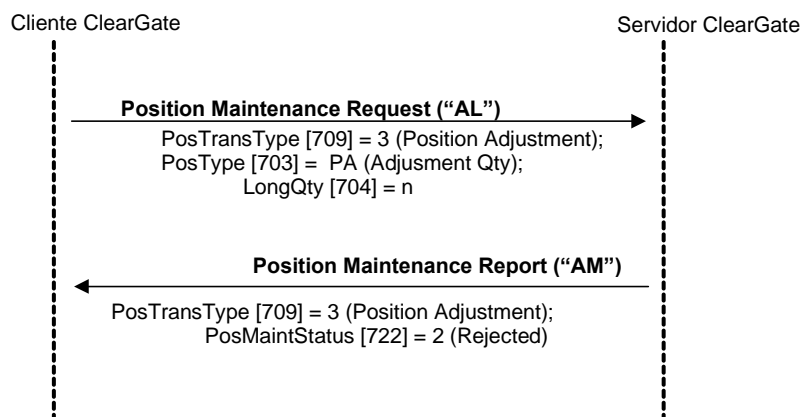 Cliente ClearGate
Servidor ClearGate
Position Maintenance Request (“AL”)
PosTransType [709] = 3 (Position Adjustment);
PosType [703] = PA (Adjusment Qty);
LongQty [704] = n
Position Maintenance Report (“AM”)
PosTransType [709] = 3 (Position Adjustment);
PosMaintStatus [722] = 2 (Rejected)